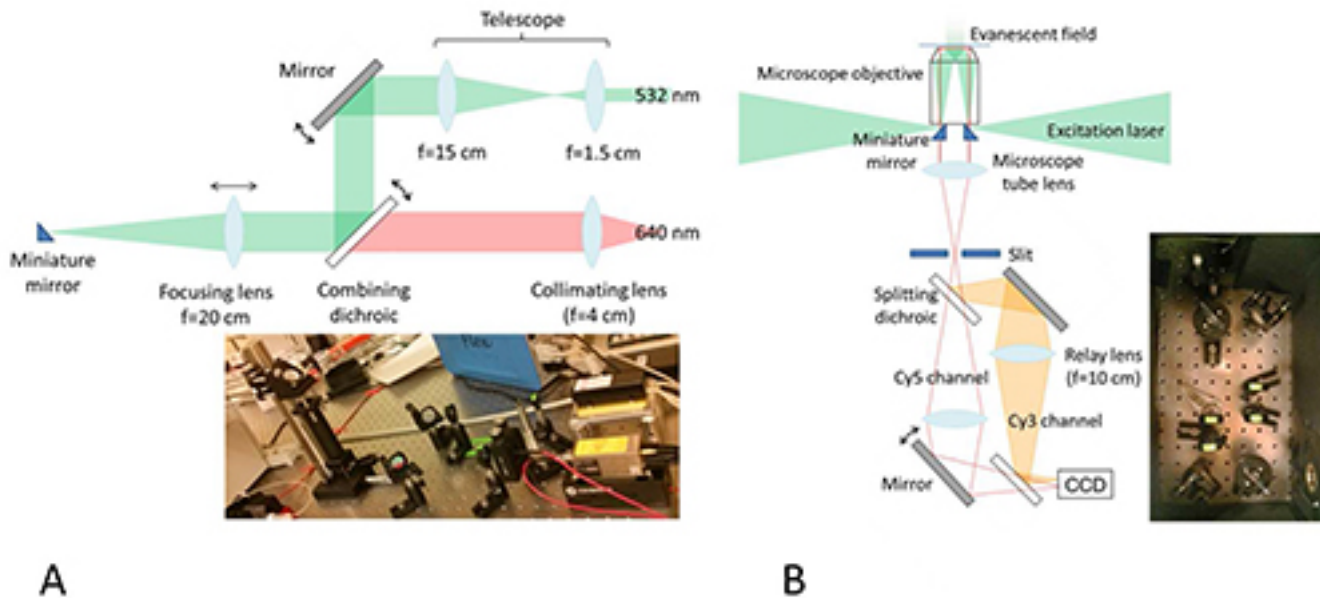 Telescope
Mirror
532 nm
f=15 cm
f=1.5 cm
640 nm
Miniature
mirror
Focusing lens
f=20 cm
Combining
dichroic
Collimating lens
(f=4 cm)
A
Evanescent field
Microscope objective
Excitation laser
Miniature
mirror
Microscope
tube lens
Slit
Splitting
dichroic
Relay lens
(f=10 cm)
Cy5 channel
Cy3 channel
Mirror
CCD
B